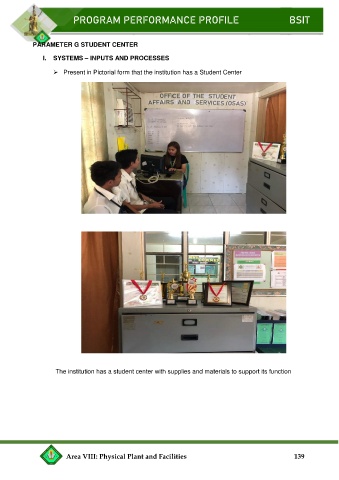 PROGRAM PERFORMANCE PROFILE
BSIT
PARAMETER G STUDENT CENTER
I. SYSTEMS – INPUTS AND PROCESSES
➢ Present in Pictorial form that the institution has a Student Center
OFFICE OF THE STUDENT
AFFAIRS AND SERVICES (OSAS)
The institution has a student center with supplies and materials to support its function
Area VIII: Physical Plant and Facilities
139